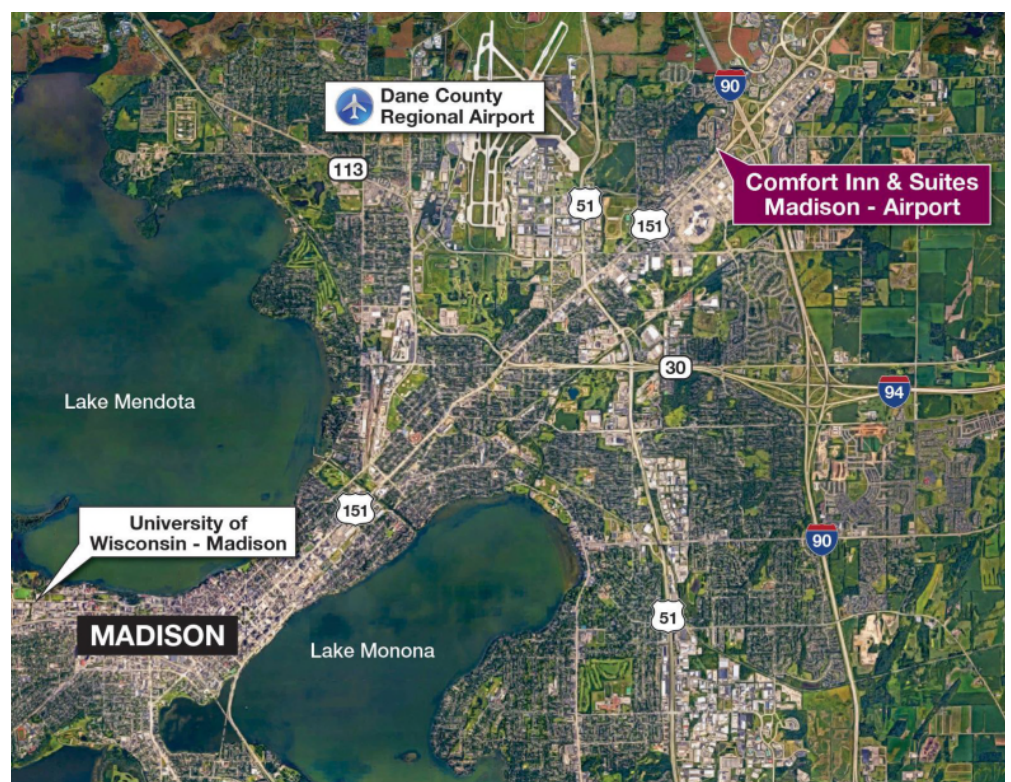 90
Dane County
Regional Airport
113
Comfort Inn & Suites
Madison - Airport
51
151
30
94
Lake Mendota
151
University of
Wisconsin - Madison
90
51
MADISON
Lake Monona